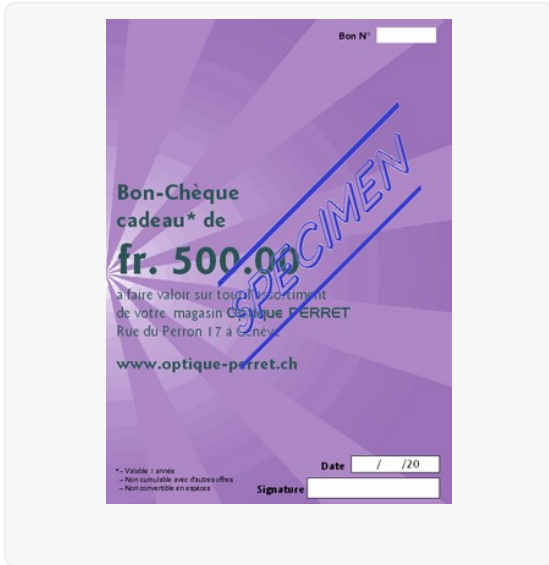 Bon N°
Bon-Chèque
cadeau* de
fr. 500.00
SPECIMEN
à faire valoir sur tout l'assortiment
de votre magasin Optique PERRET
Rue du Perron 17 à Genève
www.optique-perret.ch
*– Valable 1 année
– Non cumulable avec d'autres offres
– Non convertible en espèces
Date / /20
Signature